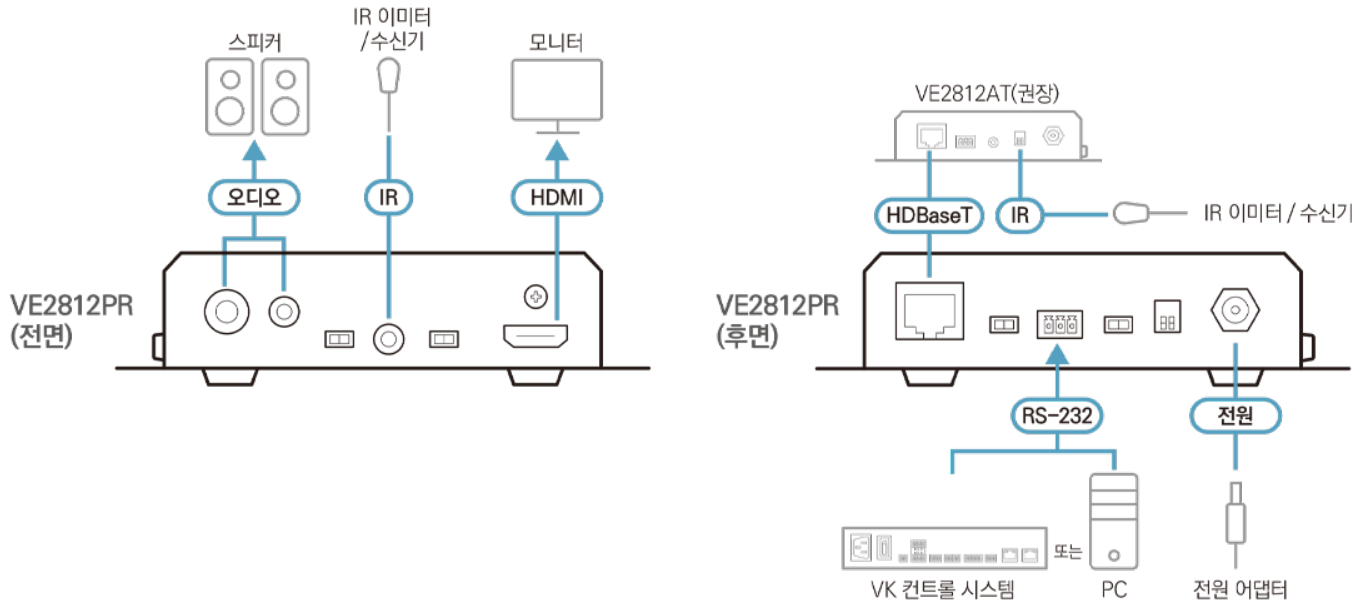 스피커
IR 이미터
/수신기
모니터
오디오
IR
HDMI
VE2812PR
(전면)
VE2812AT(권장)
HDBaseT
IR
IR 이미터 / 수신기
VE2812PR
(후면)
RS-232
전원
또는
VK 컨트롤 시스템
PC
전원 어댑터